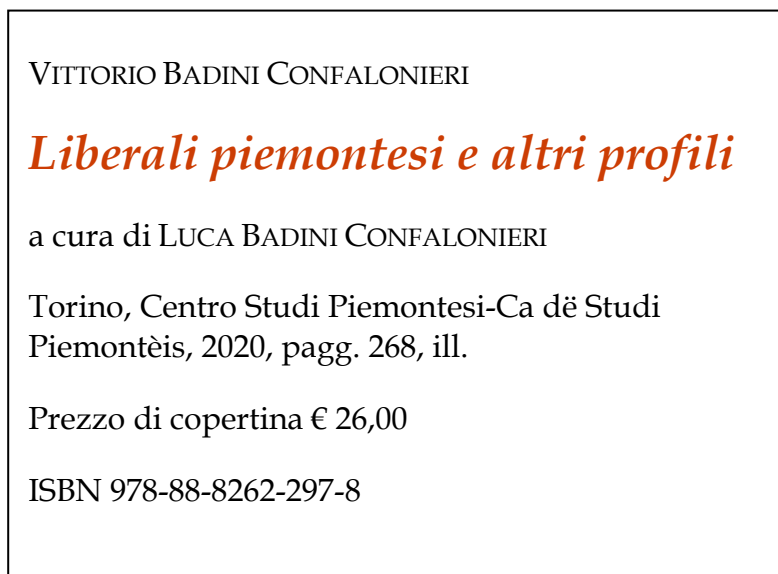 VITTORIO BADINI CONFALONIERI
Liberali piemontesi e altri profili
a cura di LUCA BADINI CONFALONIERI
Torino, Centro Studi Piemontesi-Ca dë Studi
Piemontèis, 2020, pagg. 268, ill.
Prezzo di copertina € 26,00
ISBN 978-88-8262-297-8